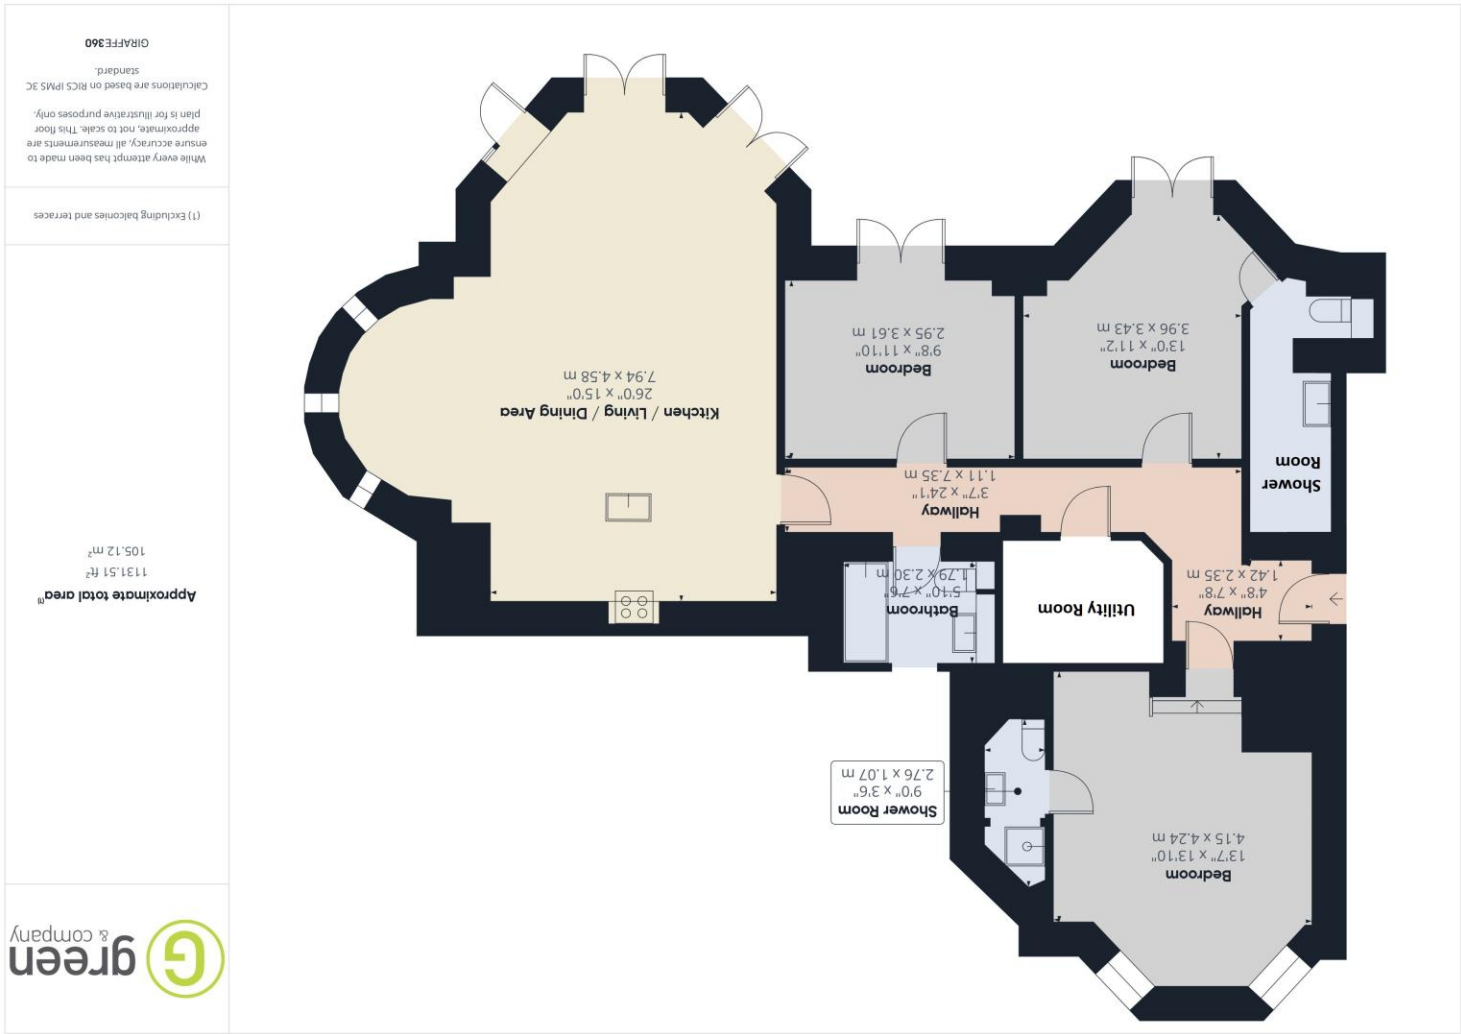 green
& company
G
Approximate total area⁽¹⁾
1131.51 ft²
105.12 m²
(1) Excluding balconies and terraces
While every attempt has been made to
ensure accuracy, all measurements are
approximate, not to scale. This floor
plan is for illustrative purposes only.
Calculations are based on RICS IPMS 3C
standard.
GIRAFFE360
Bedroom
13'7" x 13'10"
4.15 x 4.24 m
Shower Room
9'0" x 3'6"
2.76 x 1.07 m
Hallway
4'8" x 7'8"
1.42 x 2.35 m
Utility Room
Bathroom
5'10" x 7'6"
1.79 x 2.30 m
Hallway
3'7" x 24'1"
1.11 x 7.35 m
Shower
Room
Kitchen / Living / Dining Area
26'0" x 15'0"
7.94 x 4.58 m
Bedroom
9'8" x 11'10"
2.95 x 3.61 m
Bedroom
13'0" x 11'2"
3.96 x 3.43 m